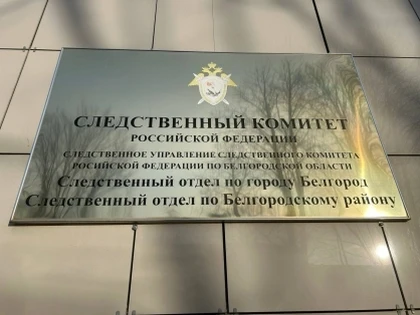 СЛЕДСТВЕННЫЙ КОМИТЕТ
РОССИЙСКОЙ ФЕДЕРАЦИИ
СЛЕДСТВЕННОЕ УПРАВЛЕНИЕ СЛЕДСТВЕННОГО КОМИТЕТА
РОСИЙСКОЙ ФЕДЕРАЦИИ ПО БЕЛГОРОДСКОЙ ОБЛАСТИ
Следственный отдел по городу Белгород
Следственный отдел по Белгородскому району